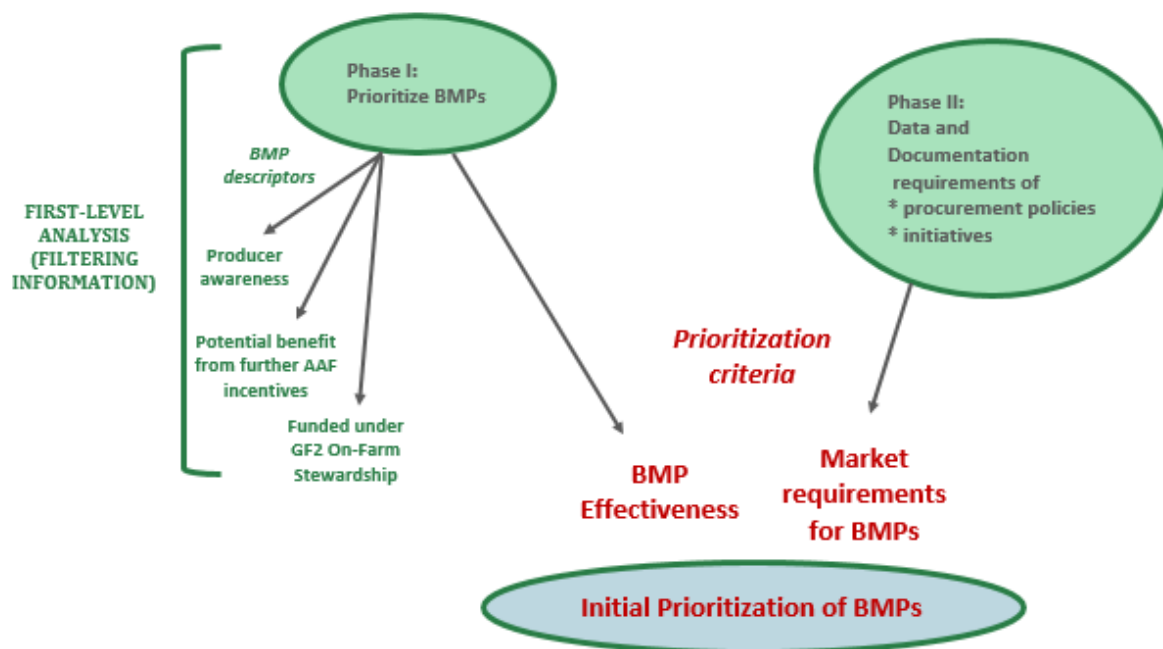 Phase I:
Prioritize BMPs
BMP
descriptors
FIRST-LEVEL
ANALYSIS
(FILTERING
INFORMATION)
Producer
awareness
Potential benefit
from further AAF
incentives
Funded under
GF2 On-Farm
Stewardship
Phase II:
Data and
Documentation
requirements of
* procurement policies
* initiatives
Prioritization
criteria
BMP
Effectiveness
Market
requirements
for BMPs
Initial Prioritization of BMPs